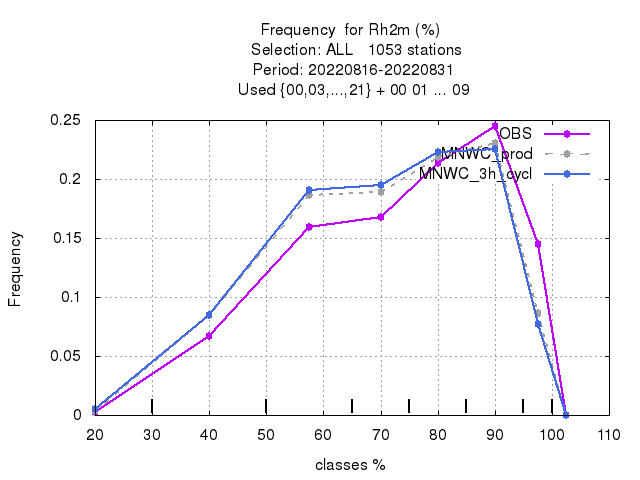 Frequency for Rh2m (%)
Selection: ALL 1053 stations
Period: 20220816-20220831
Used {00,03,...,21} + 00 01 ... 09
0.25
0.2
0.15
0.1
0.05
0
Frequency
OBS
MNWC_prod
MNWC_3h_cycl
20 30 40 50 60 70 80 90 100 110
classes %